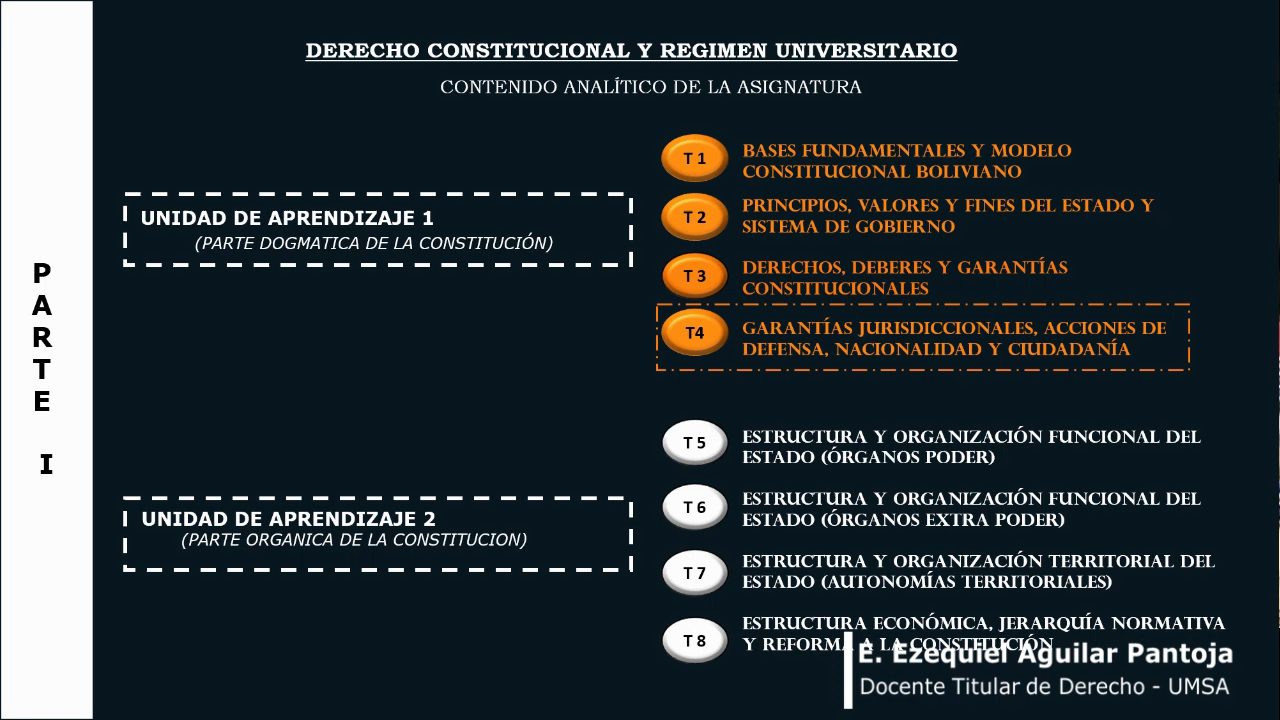 DERECHO CONSTITUCIONAL Y REGIMEN UNIVERSITARIO
CONTENIDO ANALÍTICO DE LA ASIGNATURA
PARTE I
UNIDAD DE APRENDIZAJE 1
(PARTE DOGMATICA DE LA CONSTITUCIÓN)
T 1
BASES FUNDAMENTALES Y MODELO
CONSTITUCIONAL BOLIVIANO
T 2
PRINCIPIOS, VALORES Y FINES DEL ESTADO Y
SISTEMA DE GOBIERNO
T 3
DERECHOS, DEBERES Y GARANTÍAS
CONSTITUCIONALES
T4
GARANTÍAS JURISDICCIONALES, ACCIONES DE
DEFENSA, NACIONALIDAD Y CIUDADANÍA
UNIDAD DE APRENDIZAJE 2
(PARTE ORGANICA DE LA CONSTITUCION)
T 5
ESTRUCTURA Y ORGANIZACIÓN FUNCIONAL DEL
ESTADO (ÓRGANOS PODER)
T 6
ESTRUCTURA Y ORGANIZACIÓN FUNCIONAL DEL
ESTADO (ÓRGANOS EXTRA PODER)
T 7
ESTRUCTURA Y ORGANIZACIÓN TERRITORIAL DEL
ESTADO (AUTONOMÍAS TERRITORIALES)
T 8
ESTRUCTURA ECONÓMICA, JERARQUÍA NORMATIVA
Y REFORMA A LA CONSTITUCIÓN
E. Ezequiel Aguilar Pantoja
Docente Titular de Derecho - UMSA